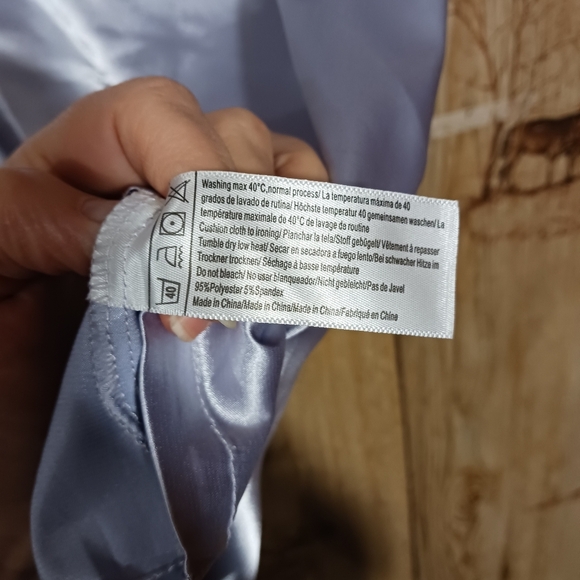 Washing max 40°C,normal process/ La temperatura máxima de 40
grados de lavado de rutina/ Höchste temperatur 40 gemeinsamen waschen/ La
température maximale de 40°C de lavage de routine
Cushion cloth to ironing/ Planchar la tela/Stoff gebügelt/ Vêtement à repasser
Tumble dry low heat/ Secar en secadora a fuego lento/Bei schwacher Hitze im
Trockner trocknen/ Séchage à basse température
Do not bleach/ No usar blanqueador/Nicht gebleicht/Pas de Javel
95%Polyester 5%Spandex
Made in China/Made in China/Made in China/Fabriqué en Chine
40